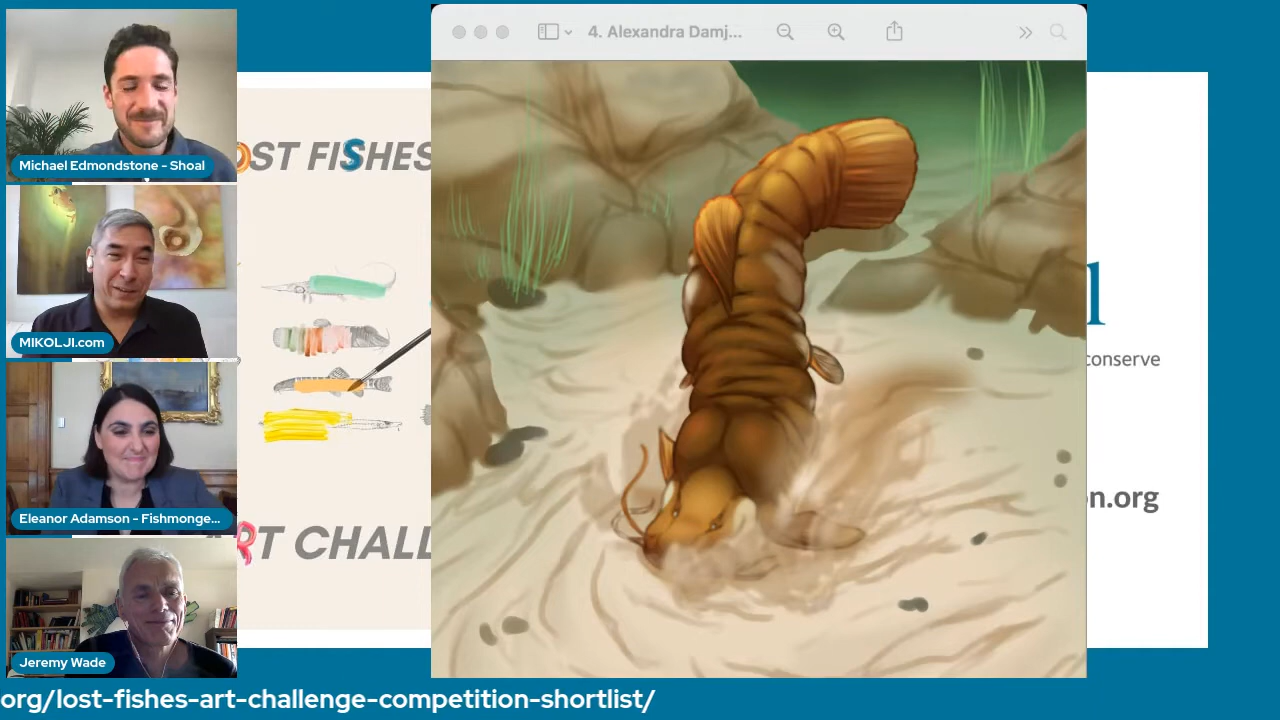 4. Alexandra Damj...
OST FISHES
Michael Edmondstone - Shoal
MIKOLJI.com
l
conserve
n.org
Eleanor Adamson - Fishmonge...
RT CHALL
Jeremy Wade
org/lost-fishes-art-challenge-competition-shortlist/